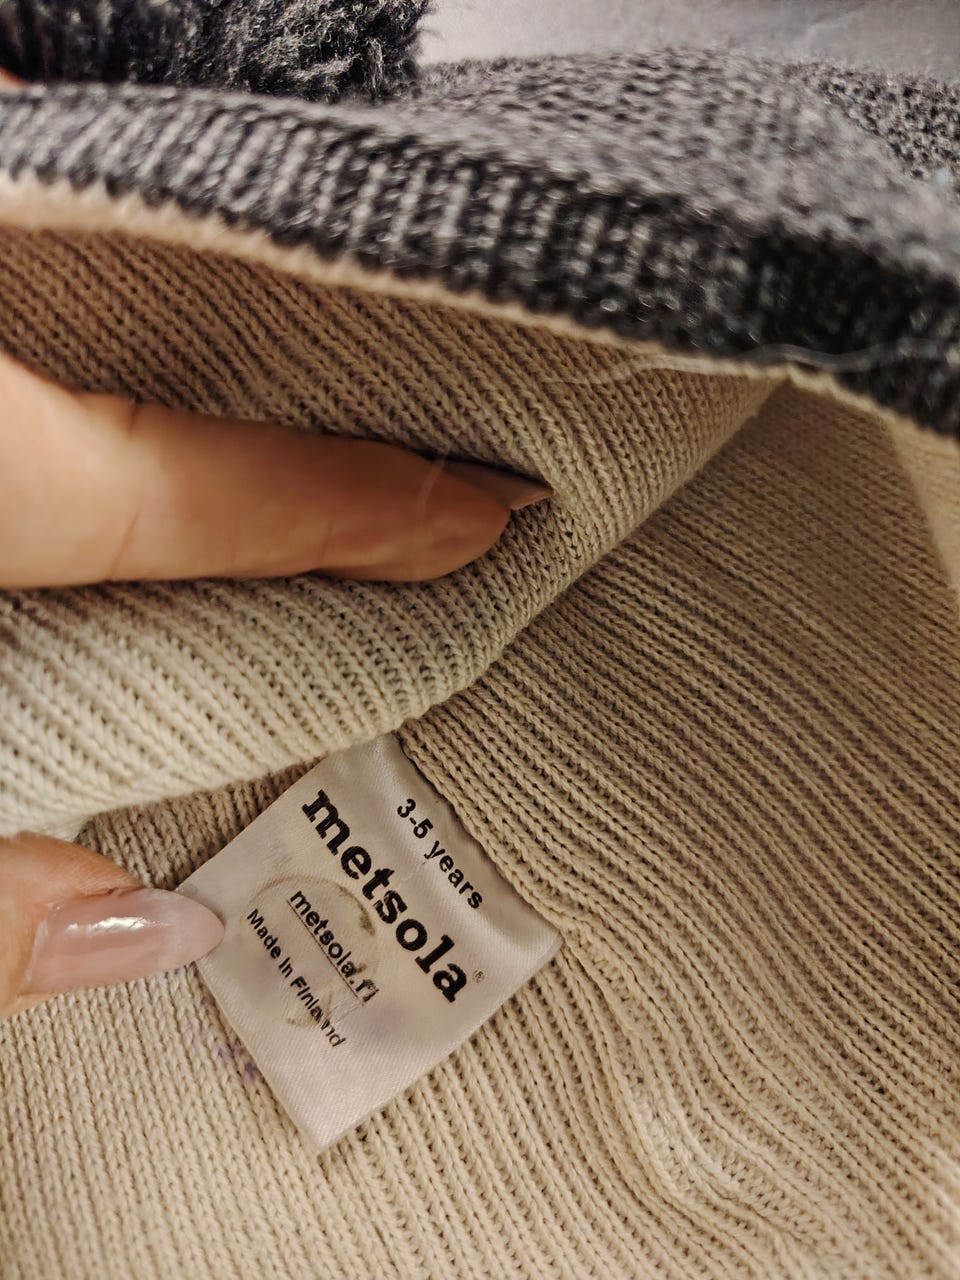 3-5 years
metsola®
metsola.fi
Made in Finland